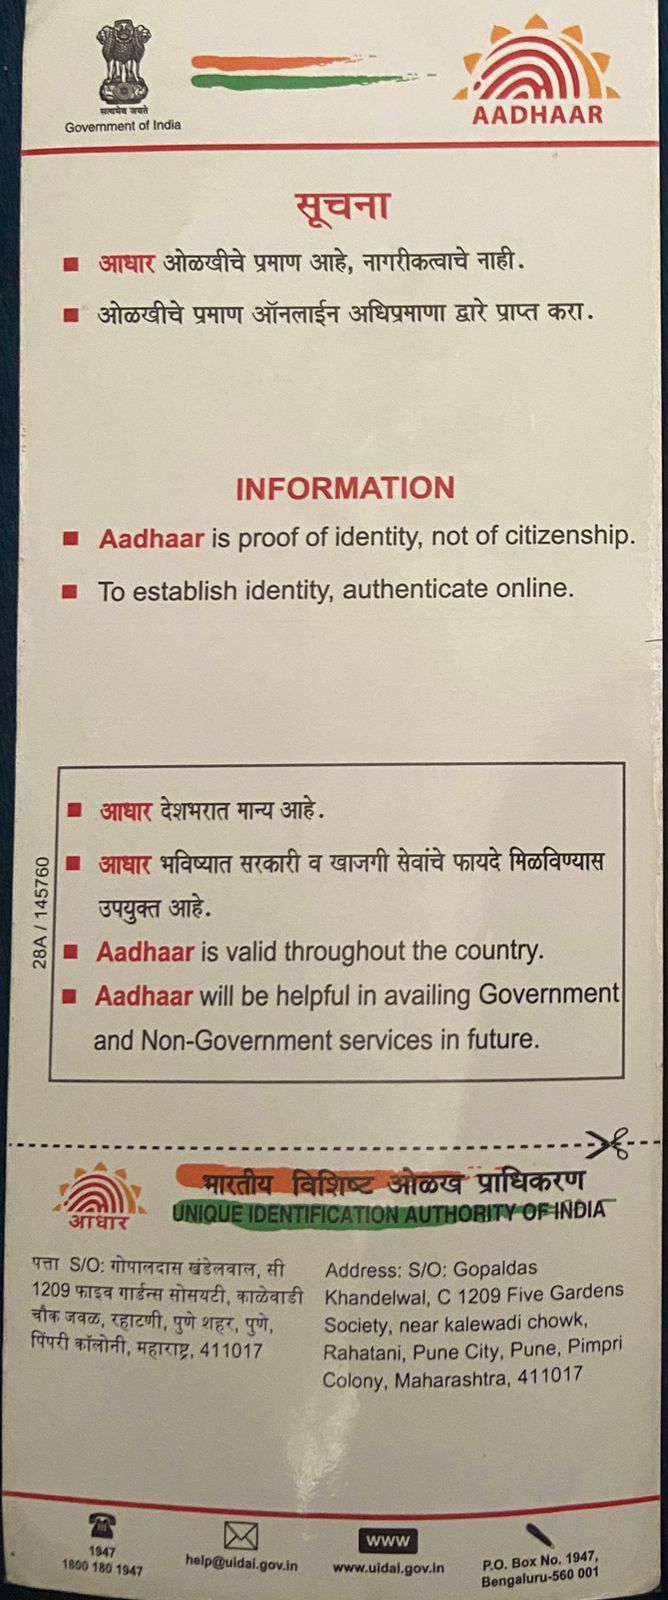 सत्यमेव जयते
Government of India
AADHAAR
सूचना
आधार ओळखीचे प्रमाण आहे, नागरीकत्वाचे नाही.
ओळखीचे प्रमाण ऑनलाईन अधिप्रमाणा द्वारे प्राप्त करा.
INFORMATION
Aadhaar is proof of identity, not of citizenship.
To establish identity, authenticate online.
28A / 145760
आधार देशभरात मान्य आहे.
आधार भविष्यात सरकारी व खाजगी सेवांचे फायदे मिळविण्यास
उपयुक्त आहे.
Aadhaar is valid throughout the country.
Aadhaar will be helpful in availing Government
and Non-Government services in future.
आधार
भारतीय विशिष्ट ओळख प्राधिकरण
UNIQUE IDENTIFICATION AUTHORITY OF INDIA
पत्ता S/O: गोपालदास खंडेलवाल, सी
1209 फाइव गार्डन्स सोसयटी, काळेवाडी
चौक जवळ, रहाटणी, पुणे शहर, पुणे,
पिंपरी कॉलोनी, महाराष्ट्र, 411017
Address: S/O: Gopaldas
Khandelwal, C 1209 Five Gardens
Society, near kalewadi chowk,
Rahatani, Pune City, Pune, Pimpri
Colony, Maharashtra, 411017
1947
1800 180 1947
help@uidai.gov.in
www
www.uidai.gov.in
P.O. Box No. 1947,
Bengaluru-560 001